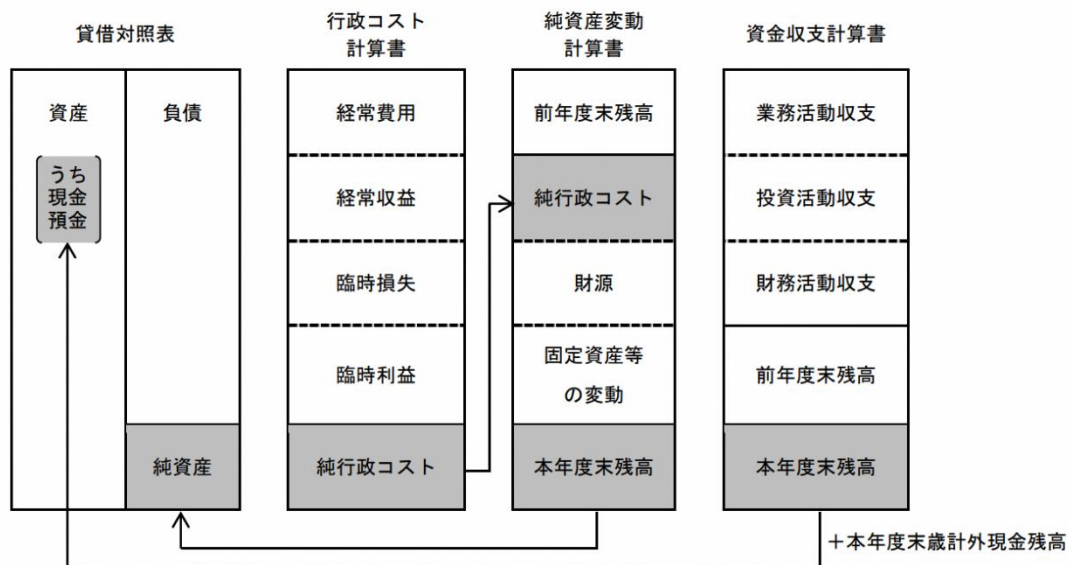 貸借対照表
資産
負債
うち
現金
預金
純資産
行政コスト
計算書
経常費用
経常収益
臨時損失
臨時利益
純行政コスト
純資産変動
計算書
前年度末残高
純行政コスト
財源
固定資産等
の変動
本年度末残高
資金収支計算書
業務活動収支
投資活動収支
財務活動収支
前年度末残高
本年度末残高
＋本年度末歳計外現金残高